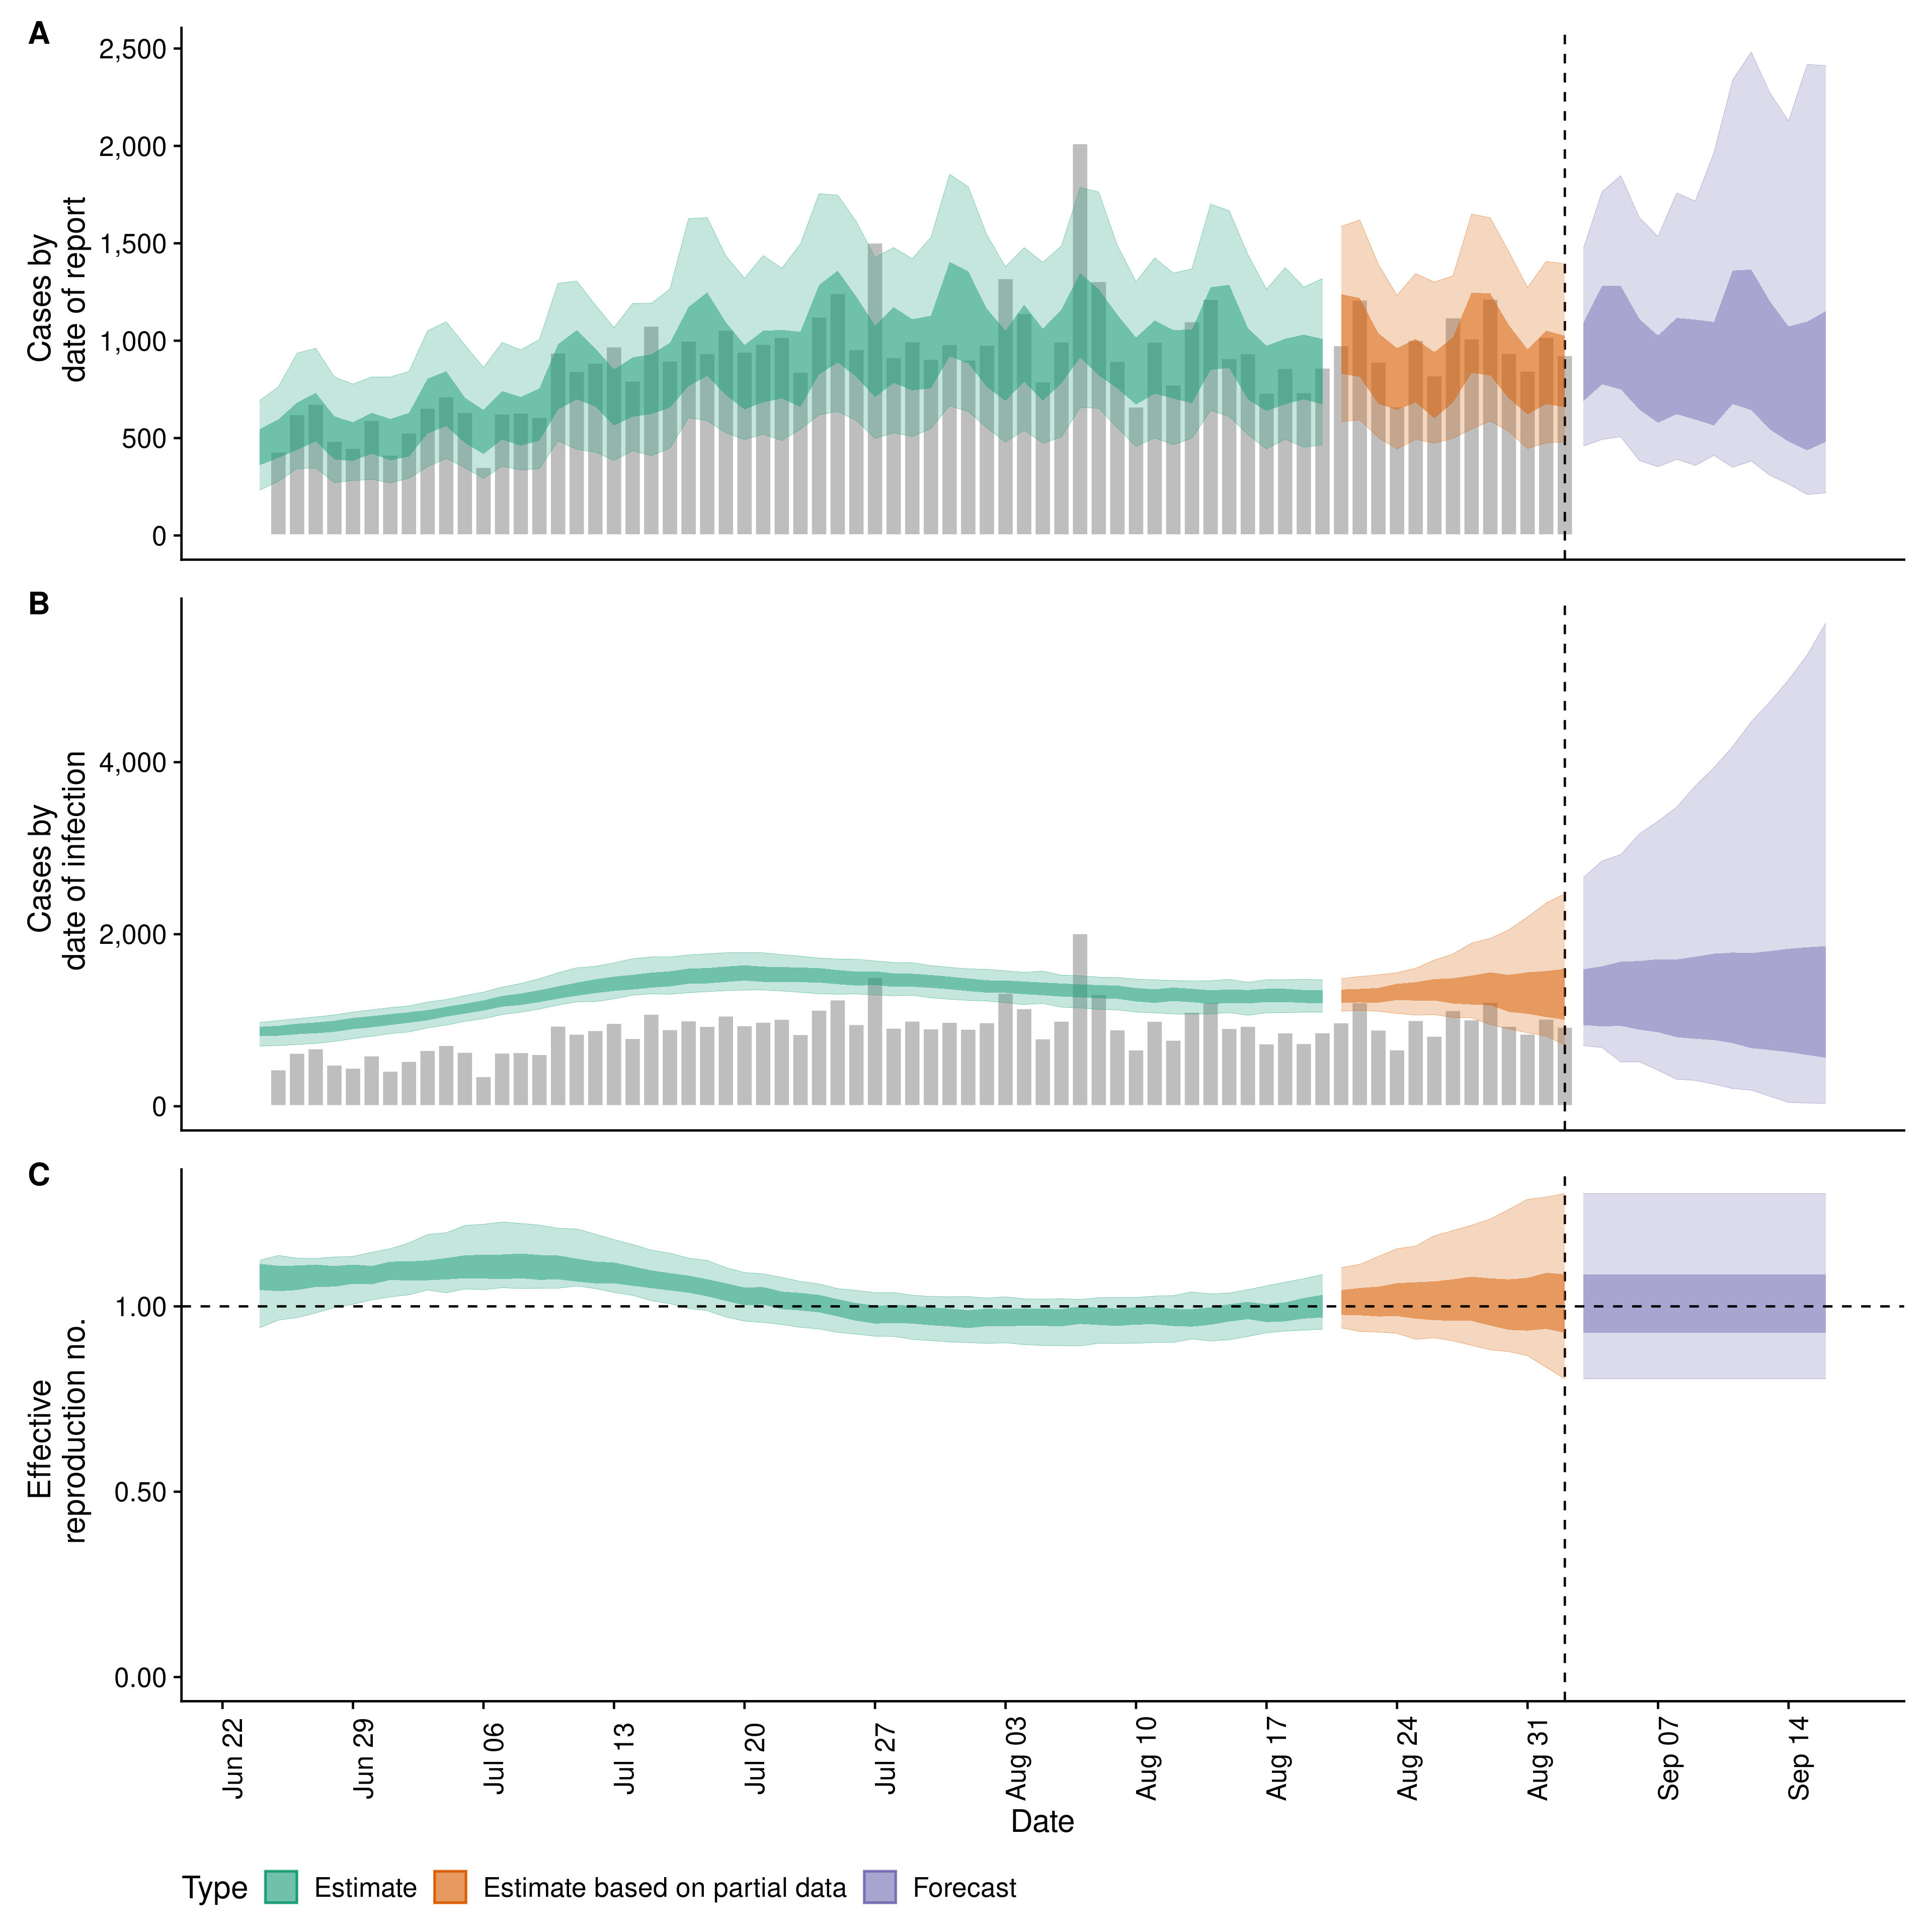 A
Cases by
date of report
2,500
2,000
1,500
1,000
500
0
B
Cases by
date of infection
4,000
2,000
0
C
Effective
reproduction no.
1.00
0.50
0.00
Jun 22
Jun 29
Jul 06
Jul 13
Jul 20
Jul 27
Aug 03
Aug 10
Aug 17
Aug 24
Aug 31
Sep 07
Sep 14
Date
Type Estimate Estimate based on partial data Forecast